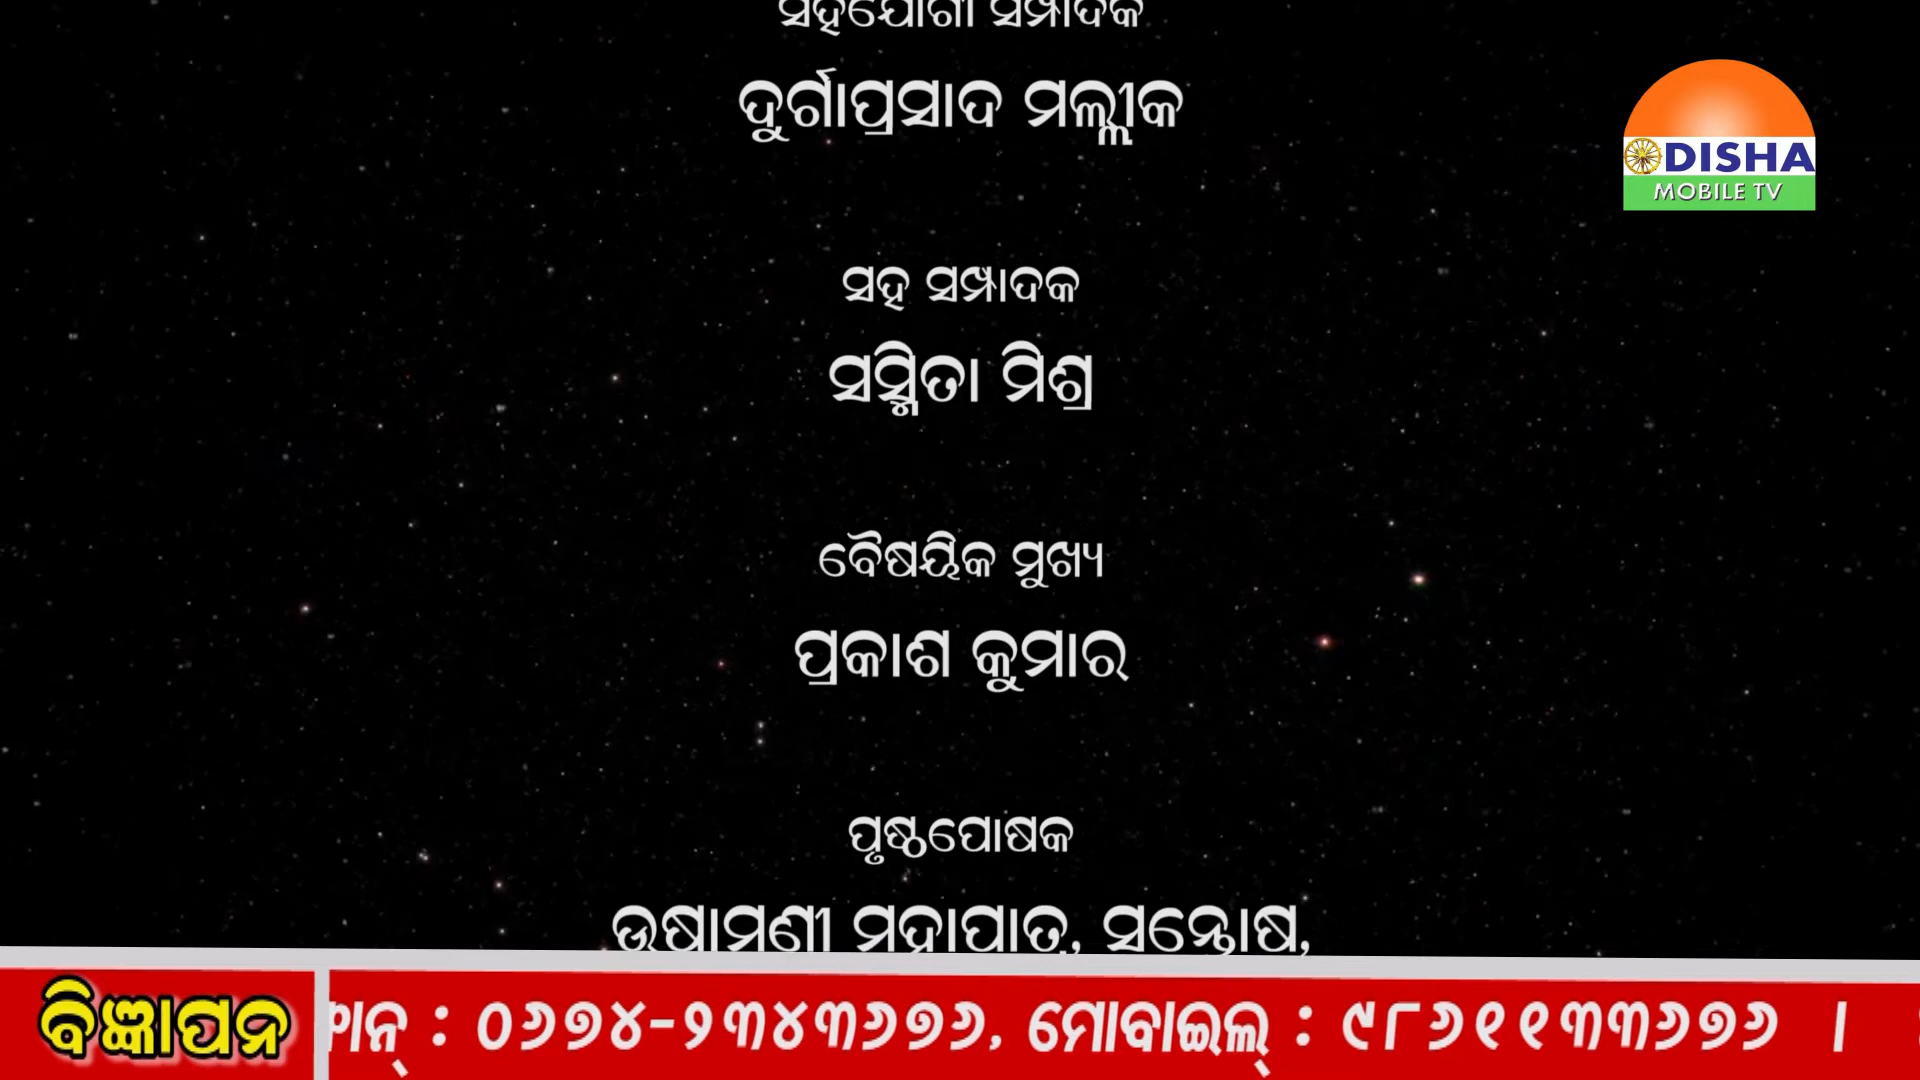 ସହଯୋଗୀ ସମ୍ପାଦକ
ଦୁର୍ଗାପ୍ରସାଦ ମଲ୍ଲୀକ
ODISHA
MOBILE TV
ସହ ସମ୍ପାଦକ
ସସ୍ମିତା ମିଶ୍ର
ବୈଷୟିକ ମୁଖ୍ୟ
ପ୍ରକାଶ କୁମାର
ପୃଷ୍ଠପୋଷକ
ଉଷାମଣୀ ମହାପାତ୍ର, ସନ୍ତୋଷ,
ବିଜ୍ଞାପନ
: ୦୬୭୪-୨୩୪୩୬୭୬, ମୋବାଇଲ୍ : ୯୮୬୧୧୩୩୬୭୬ ।